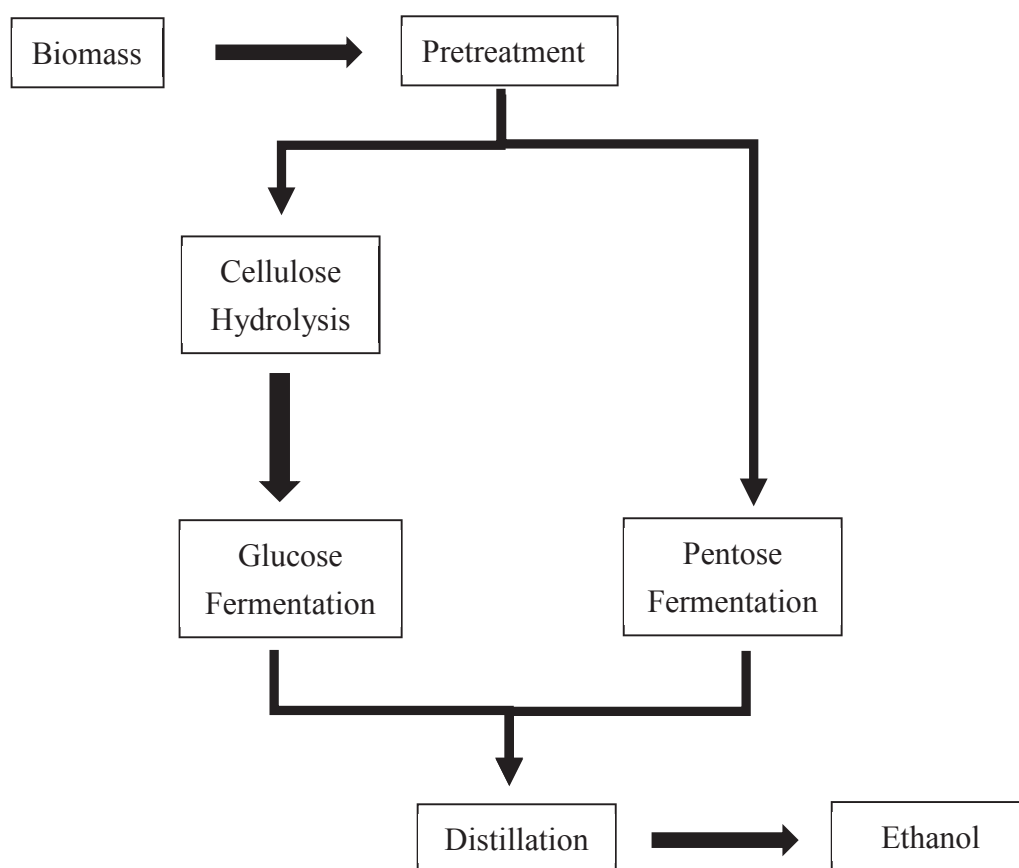 Biomass
Pretreatment
Cellulose
Hydrolysis
Glucose
Fermentation
Pentose
Fermentation
Distillation
Ethanol